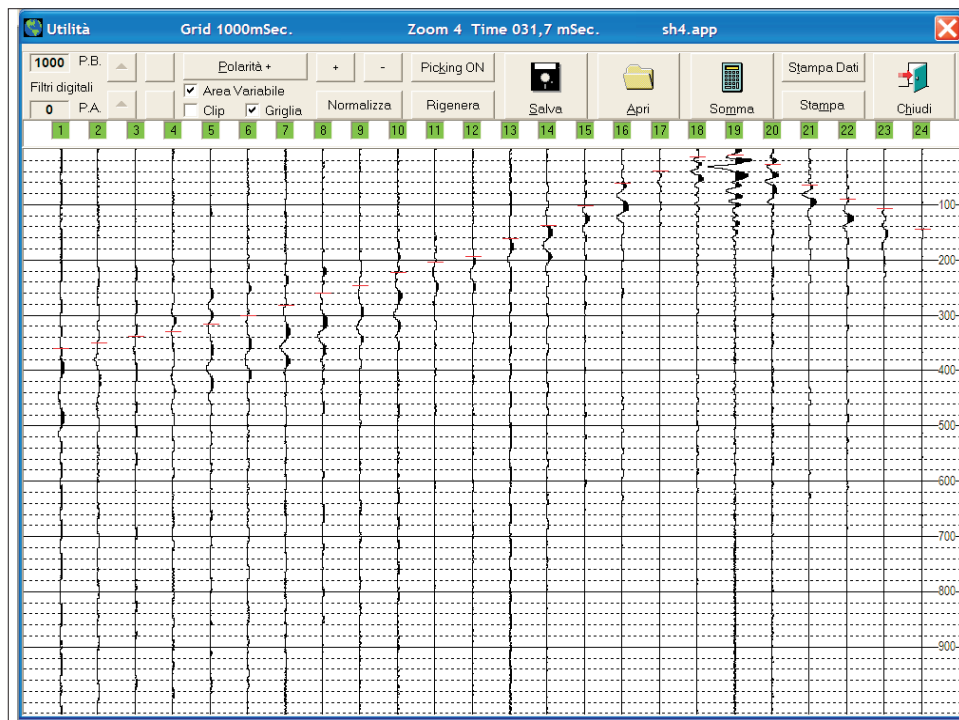 Utilità Grid 1000mSec. Zoom 4 Time 031,7 mSec. sh4.app
1000 P.B. Polarità + + - Picking ON Stampa Dati
Filtri digitali Area Variabile
0 P.A. Clip Griglia Normalizza Rigenera Salva Apri Somma Stampa Chiudi
1 2 3 4 5 6 7 8 9 10 11 12 13 14 15 16 17 18 19 20 21 22 23 24
100
200
300
400
500
600
700
800
900